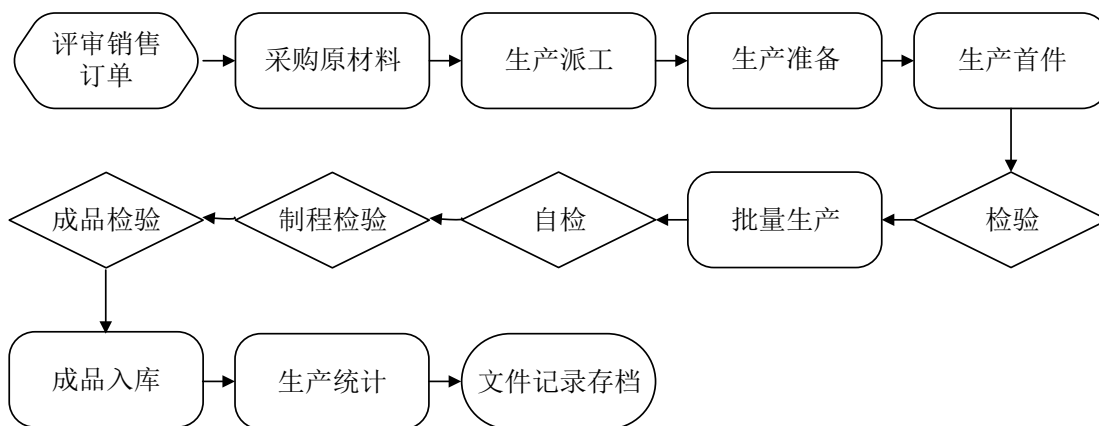 评审销售
订单
采购原材料
生产派工
生产准备
生产首件
成品检验
制程检验
自检
批量生产
检验
成品入库
生产统计
文件记录存档